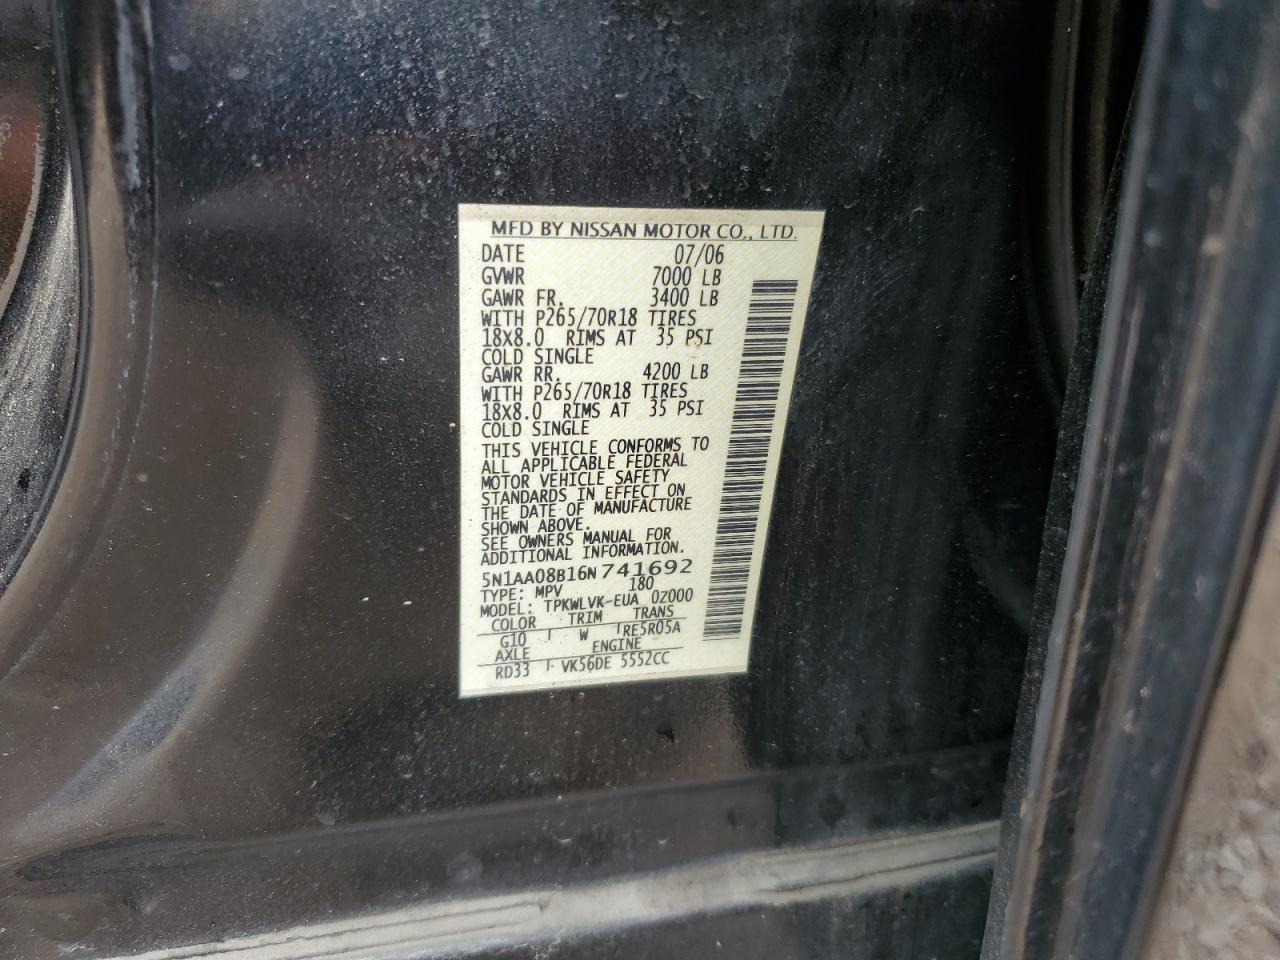 MFD BY NISSAN MOTOR CO., LTD.
DATE 07/06
GVWR 7000 LB
GAWR FR. 3400 LB
WITH P265/70R18 TIRES
18X8.0 RIMS AT 35 PSI
COLD SINGLE
GAWR RR. 4200 LB
WITH P265/70R18 TIRES
18X8.0 RIMS AT 35 PSI
COLD SINGLE
THIS VEHICLE CONFORMS TO
ALL APPLICABLE FEDERAL
MOTOR VEHICLE SAFETY
STANDARDS IN EFFECT ON
THE DATE OF MANUFACTURE
SHOWN ABOVE.
SEE OWNERS MANUAL FOR
ADDITIONAL INFORMATION.
5N1AA08B16N741692
TYPE: MPV 180
MODEL: TPKWLVK-EUA 0Z000
COLOR TRIM TRANS
G10 W RE5R05A
AXLE ENGINE
RD33 VK56DE 5552CC